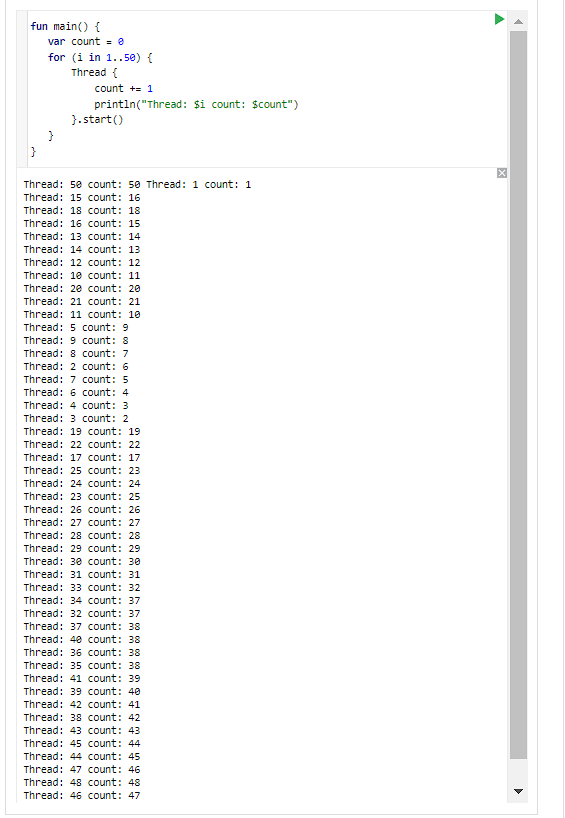 fun main() {
var count = 0
for (i in 1..50) {
Thread {
count += 1
println("Thread: $i count: $count")
}.start()
}
}
Thread: 50 count: 50 Thread: 1 count: 1
Thread: 15 count: 16
Thread: 18 count: 18
Thread: 16 count: 15
Thread: 13 count: 14
Thread: 14 count: 13
Thread: 12 count: 12
Thread: 10 count: 11
Thread: 20 count: 20
Thread: 21 count: 21
Thread: 11 count: 10
Thread: 5 count: 9
Thread: 9 count: 8
Thread: 8 count: 7
Thread: 2 count: 6
Thread: 7 count: 5
Thread: 6 count: 4
Thread: 4 count: 3
Thread: 3 count: 2
Thread: 19 count: 19
Thread: 22 count: 22
Thread: 17 count: 17
Thread: 25 count: 23
Thread: 24 count: 24
Thread: 23 count: 25
Thread: 26 count: 26
Thread: 27 count: 27
Thread: 28 count: 28
Thread: 29 count: 29
Thread: 30 count: 30
Thread: 31 count: 31
Thread: 33 count: 32
Thread: 34 count: 37
Thread: 32 count: 37
Thread: 37 count: 38
Thread: 40 count: 38
Thread: 36 count: 38
Thread: 35 count: 38
Thread: 41 count: 39
Thread: 39 count: 40
Thread: 42 count: 41
Thread: 38 count: 42
Thread: 43 count: 43
Thread: 45 count: 44
Thread: 44 count: 45
Thread: 47 count: 46
Thread: 48 count: 48
Thread: 46 count: 47